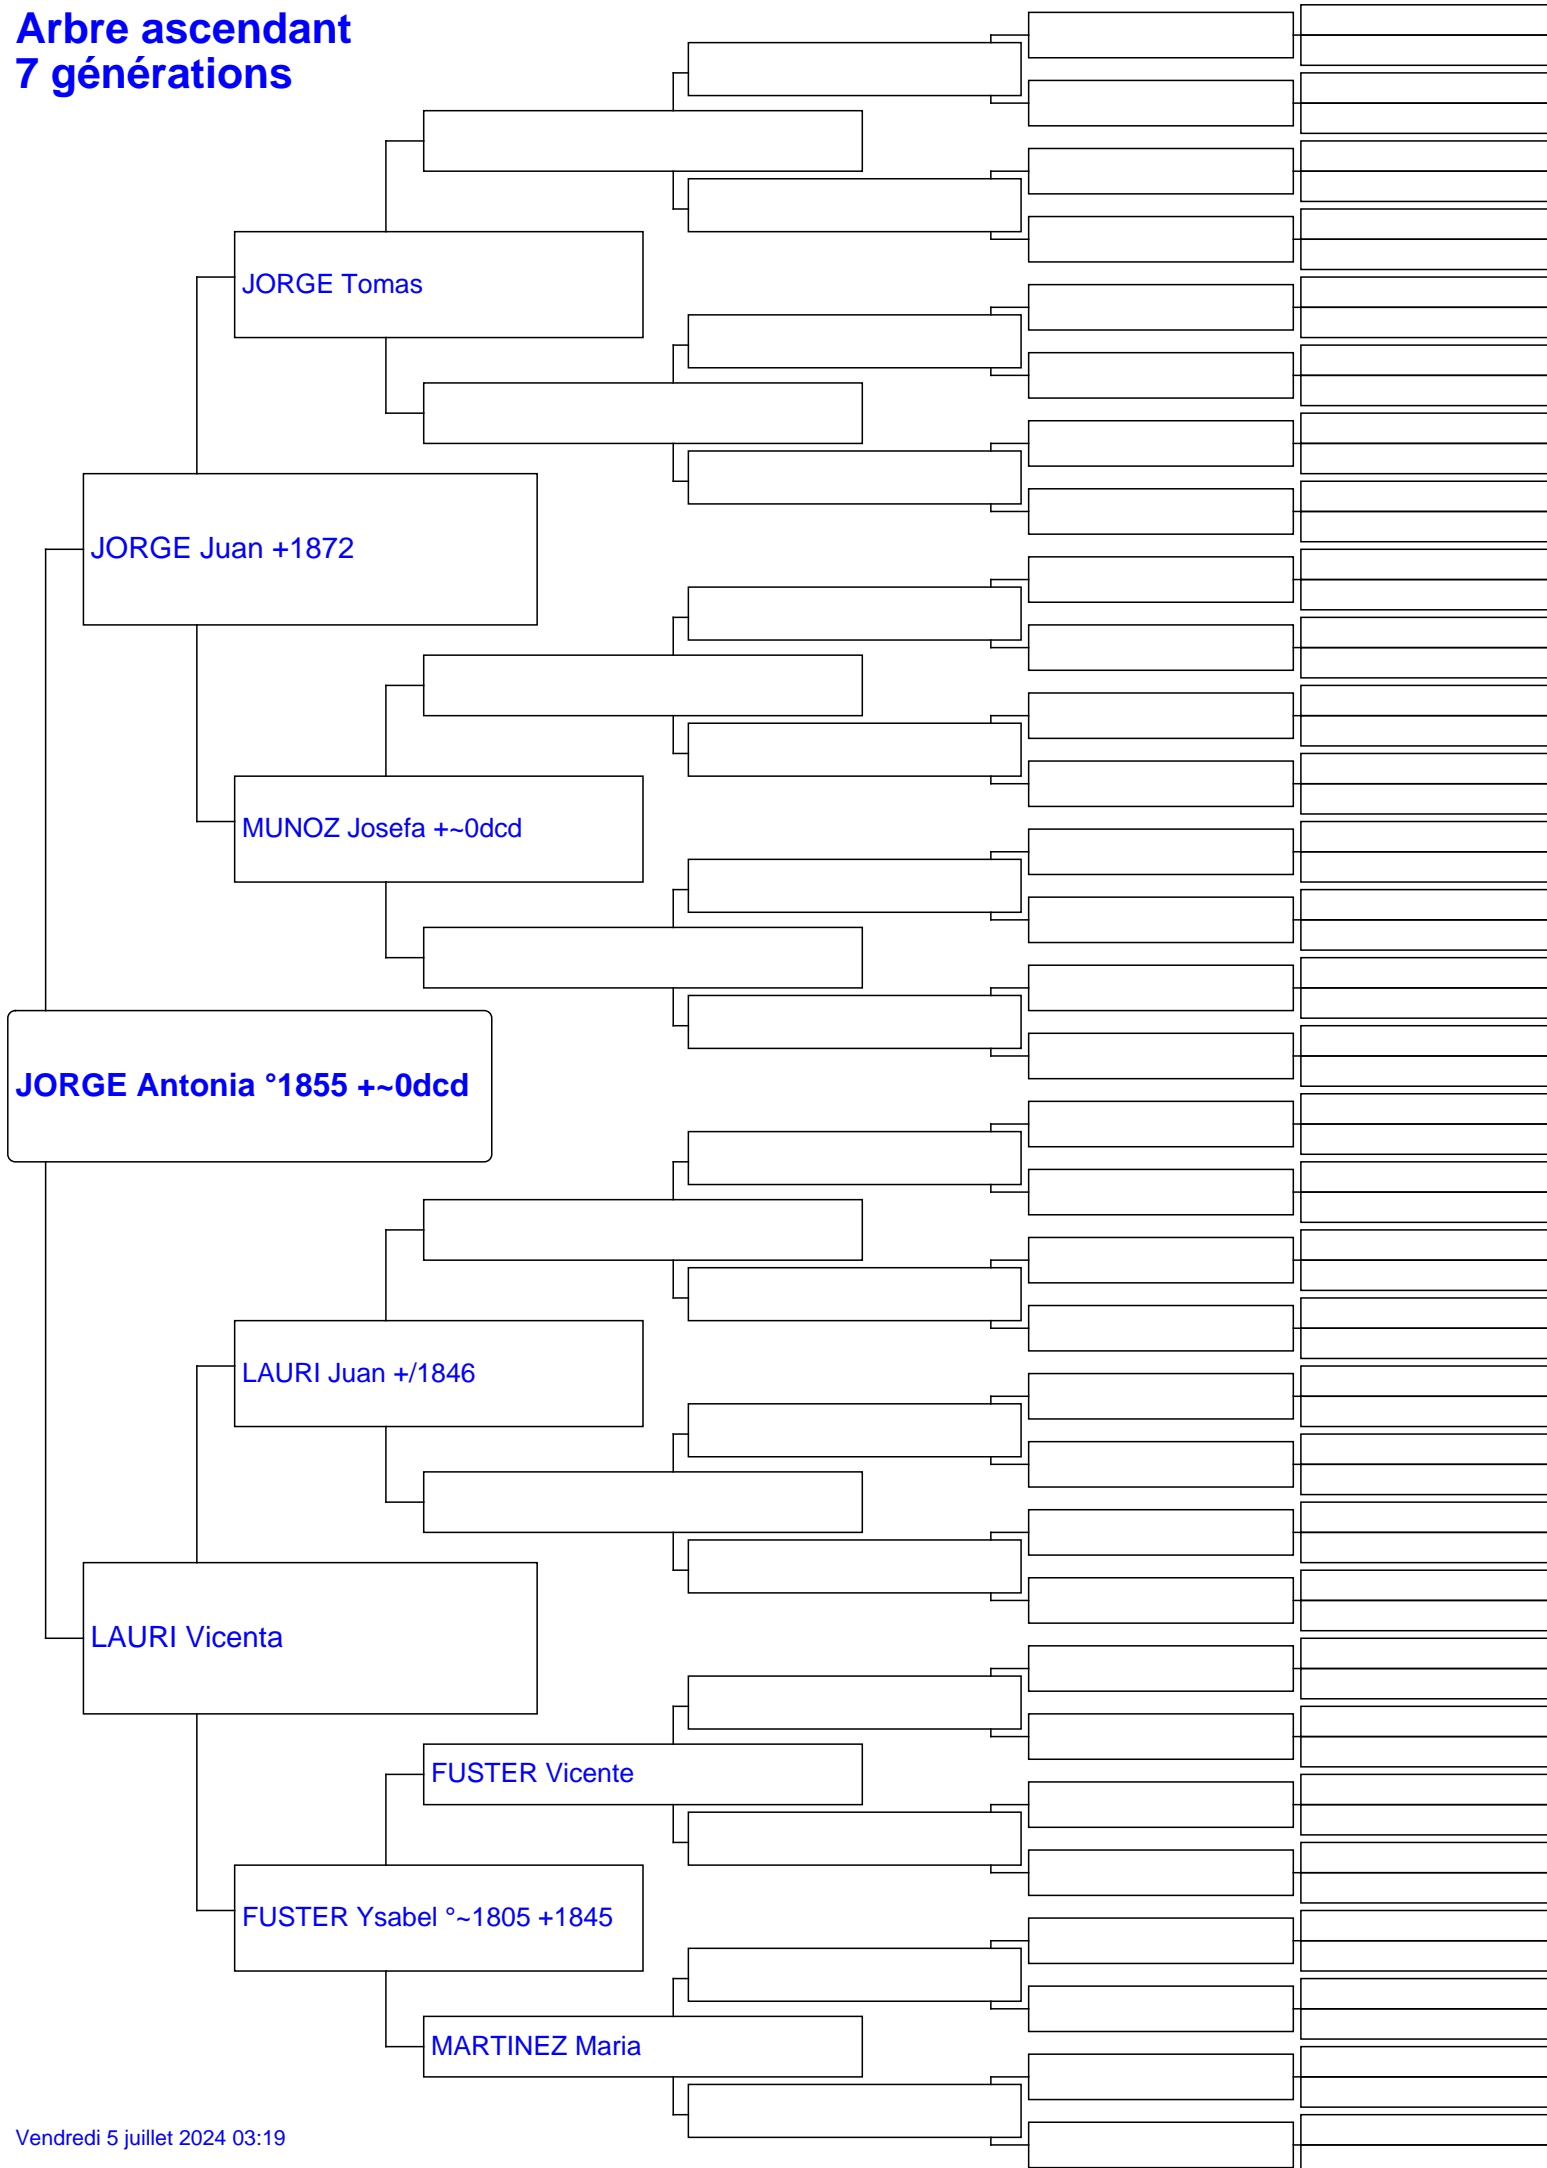 Arbre ascendant
7 générations
JORGE Tomas
JORGE Juan +1872
MUNOZ Josefa +~0dcd
JORGE Antonia °1855 +~0dcd
LAURI Juan +/1846
LAURI Vicenta
FUSTER Vicente
FUSTER Ysabel °~1805 +1845
MARTINEZ Maria
Vendredi 5 juillet 2024 03:19